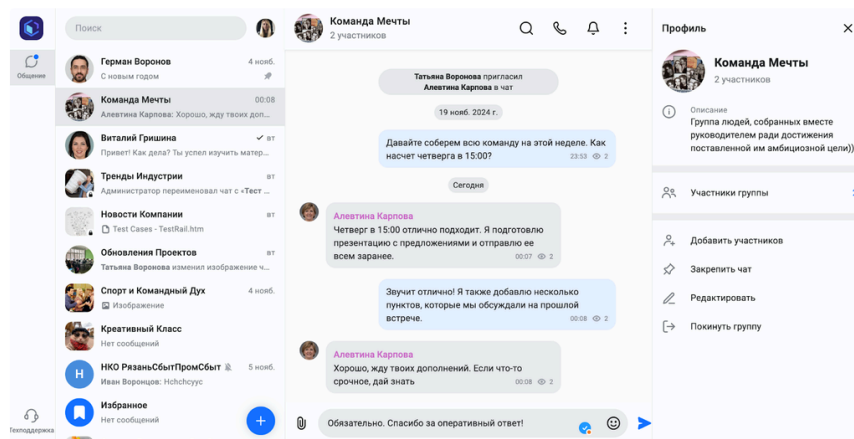 Общение
Техподдержка
Поиск
Герман Воронов 4 нояб.
С новым годом
Команда Мечты 00:08
Алевтина Карпова: Хорошо, жду твоих доп...
Виталий Гришина вт
Привет! Как дела? Ты успел изучить матер...
Тренды Индустрии вт
Администратор переименовал чат с «Тест ...
Новости Компании вт
Test Cases - TestRail.htm
Обновления Проектов вт
Татьяна Воронова изменил изображение ч...
Спорт и Командный Дух 4 нояб.
Изображение
Креативный Класс
Нет сообщений
Н
НКО РязаньСбытПромСбыт 5 нояб.
Иван Воронцов: Hchchcyyc
Избранное
Нет сообщений
Команда Мечты
2 участников
Татьяна Воронова пригласил
Алевтина Карпова в чат
19 нояб. 2024 г.
Давайте соберем всю команду на этой неделе. Как
насчет четверга в 15:00?
23:53 2
Сегодня
Алевтина Карпова
Четверг в 15:00 отлично подходит. Я подготовлю
презентацию с предложениями и отправлю ее
всем заранее.
00:07 2
Звучит отлично! Я также добавлю несколько
пунктов, которые мы обсуждали на прошлой
встрече.
00:08 2
Алевтина Карпова
Хорошо, жду твоих дополнений. Если что-то
срочное, дай знать
00:08 2
Обязательно. Спасибо за оперативный ответ!
Профиль
Команда Мечты
2 участников
Описание
Группа людей, собранных вместе
руководителем ради достижения
поставленной им амбициозной цели))
Участники группы
Добавить участников
Закрепить чат
Редактировать
Покинуть группу